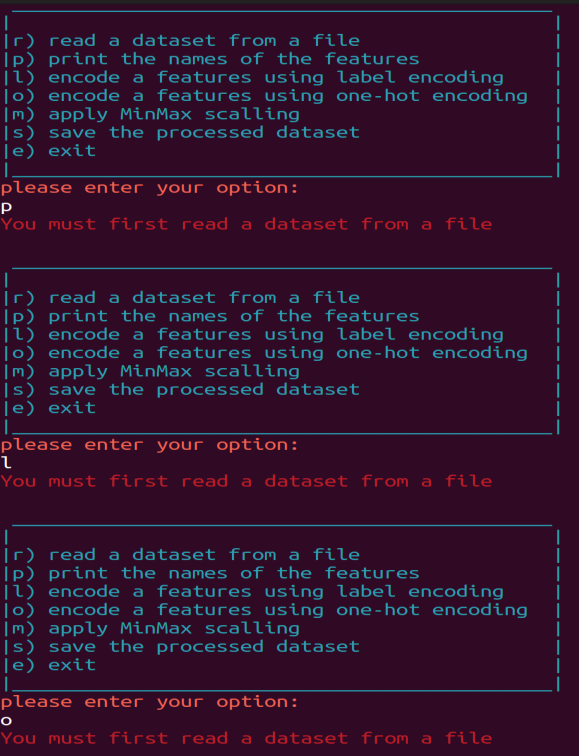 r) read a dataset from a file
p) print the names of the features
l) encode a features using label encoding
o) encode a features using one-hot encoding
m) apply MinMax scalling
s) save the processed dataset
e) exit
please enter your option:
p
You must first read a dataset from a file
r) read a dataset from a file
p) print the names of the features
l) encode a features using label encoding
o) encode a features using one-hot encoding
m) apply MinMax scalling
s) save the processed dataset
e) exit
please enter your option:
l
You must first read a dataset from a file
r) read a dataset from a file
p) print the names of the features
l) encode a features using label encoding
o) encode a features using one-hot encoding
m) apply MinMax scalling
s) save the processed dataset
e) exit
please enter your option:
o
You must first read a dataset from a file